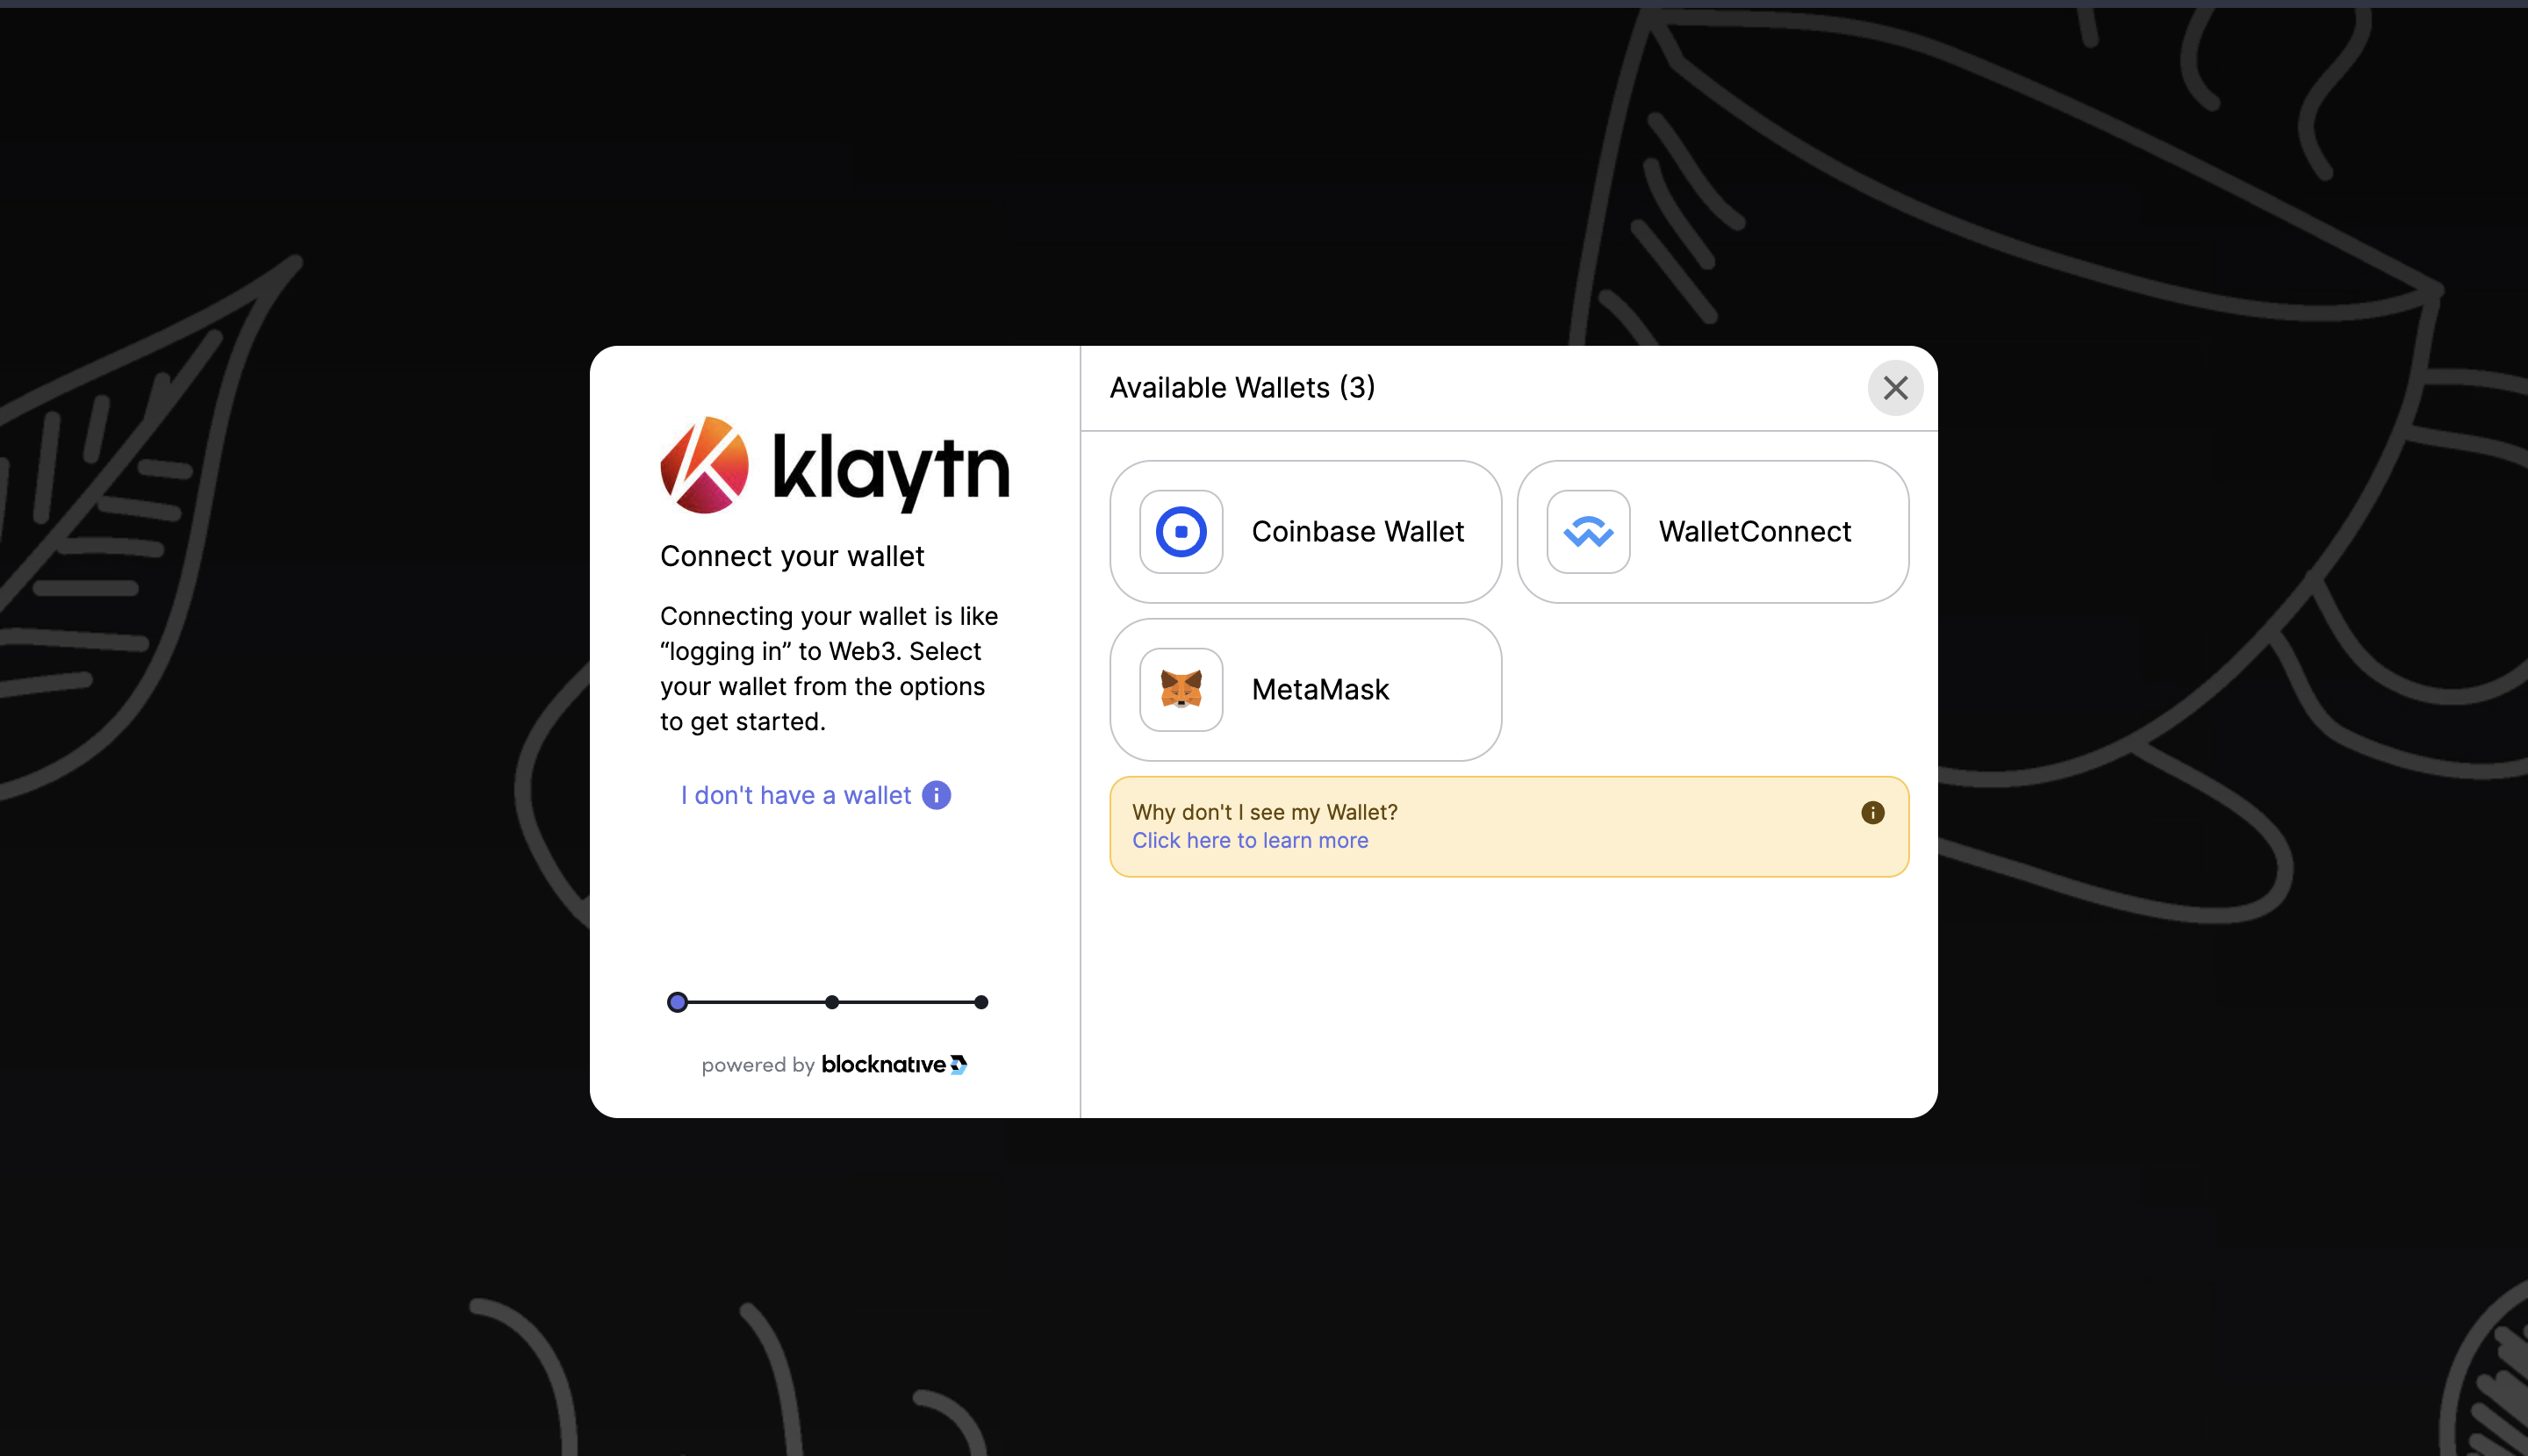 klaytn
Connect your wallet
Connecting your wallet is like
“logging in” to Web3. Select
your wallet from the options
to get started.
I don't have a wallet
powered by blocknative
Available Wallets (3)
Coinbase Wallet
WalletConnect
MetaMask
Why don't I see my Wallet?
Click here to learn more